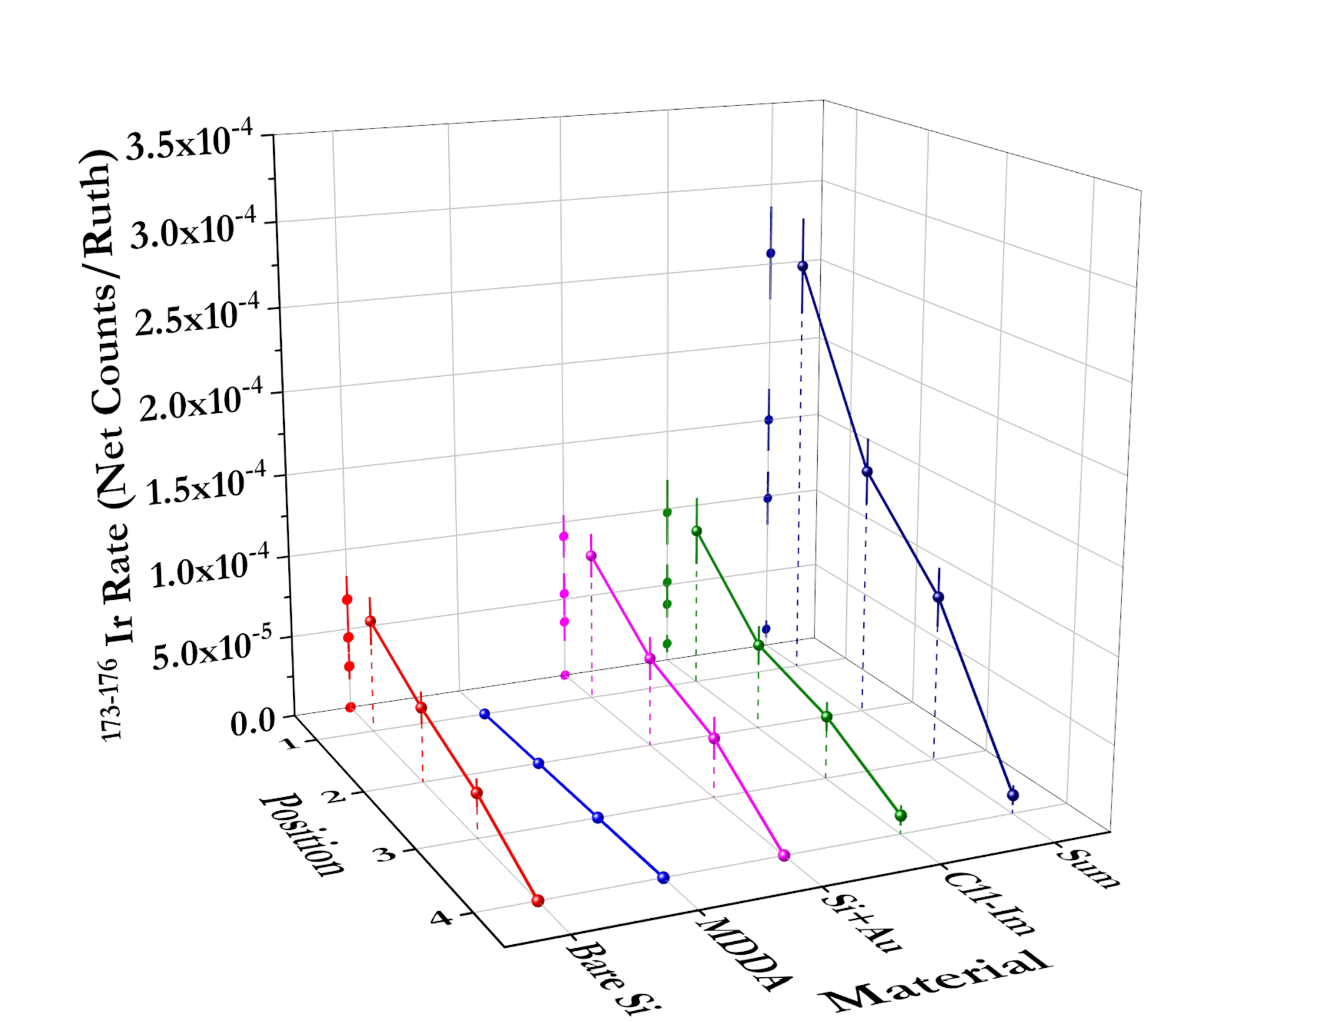 173-176 Ir Rate (Net Counts/Ruth)
3.5x10-4
3.0x10-4
2.5x10-4
2.0x10-4
1.5x10-4
1.0x10-4
5.0x10-5
0.0
1
2
3
4
Position
Bare Si
MDDA
Si+Au
C11-Im
Sum
Material